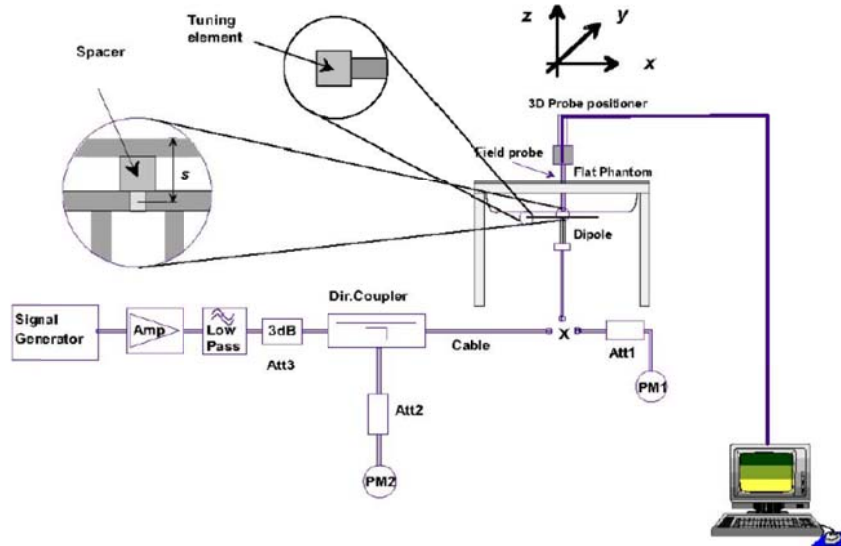 Tuning
element
z
y
x
Spacer
3D Probe positioner
Field probe
Flat Phantom
s
Dipole
Dir.Coupler
Signal
Generator
Amp
Low
Pass
3dB
Att3
Cable
x
Att1
PM1
Att2
PM2